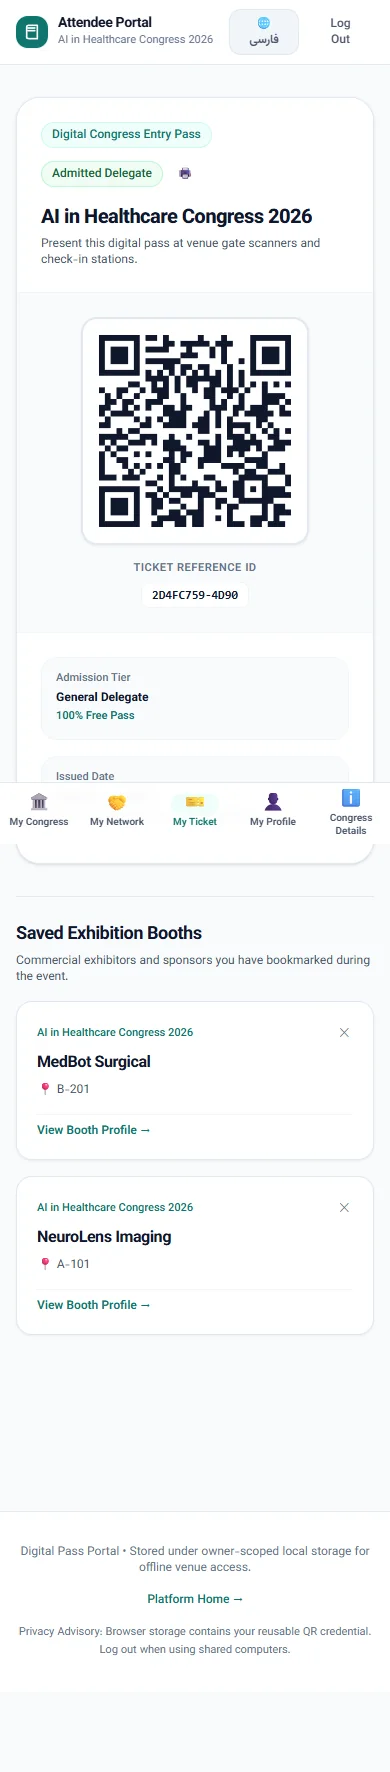 Attendee Portal
AI in Healthcare Congress 2026
فارسی
Log
Out
Digital Congress Entry Pass
Admitted Delegate
AI in Healthcare Congress 2026
Present this digital pass at venue gate scanners and
check-in stations.
TICKET REFERENCE ID
2D4FC759-4D90
Admission Tier
General Delegate
100% Free Pass
Issued Date
My Congress
My Network
My Ticket
My Profile
Congress
Details
Saved Exhibition Booths
Commercial exhibitors and sponsors you have bookmarked during
the event.
AI in Healthcare Congress 2026
MedBot Surgical
B-201
View Booth Profile →
AI in Healthcare Congress 2026
NeuroLens Imaging
A-101
View Booth Profile →
Digital Pass Portal • Stored under owner-scoped local storage for
offline venue access.
Platform Home →
Privacy Advisory: Browser storage contains your reusable QR credential.
Log out when using shared computers.